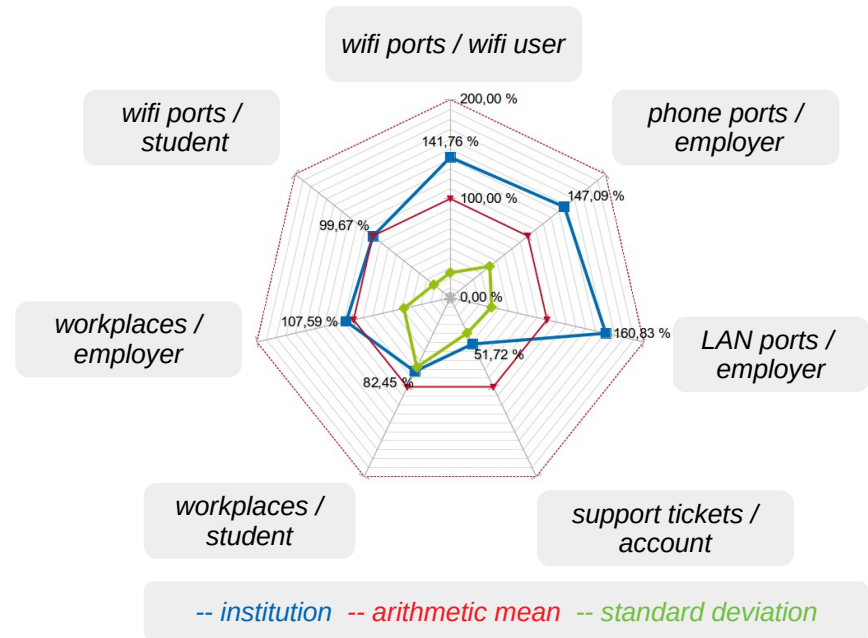 wifi ports / wifi user
200,00 %
wifi ports /
student
phone ports /
employer
141,76 %
147,09 %
100,00 %
99,67 %
0,00 %
workplaces /
employer
107,59 %
160,83 %
LAN ports /
employer
51,72 %
82,45 %
workplaces /
student
support tickets /
account
-- institution -- arithmetic mean -- standard deviation